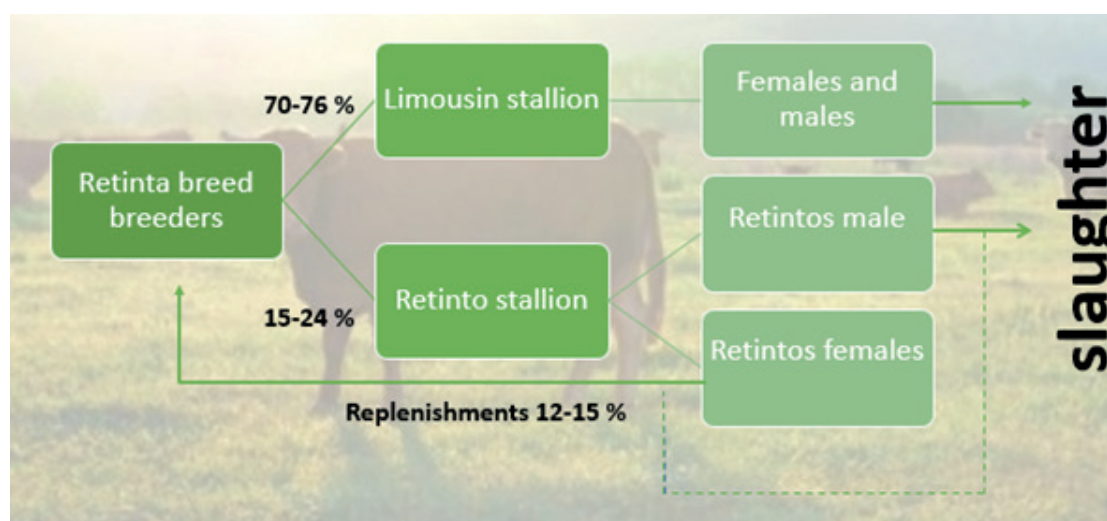 70-76 %
Limousin stallion
Females and
males
Retinta breed
breeders
Retintos male
15-24 %
Retinto stallion
Retintos females
Replenishments 12-15 %
slaughter